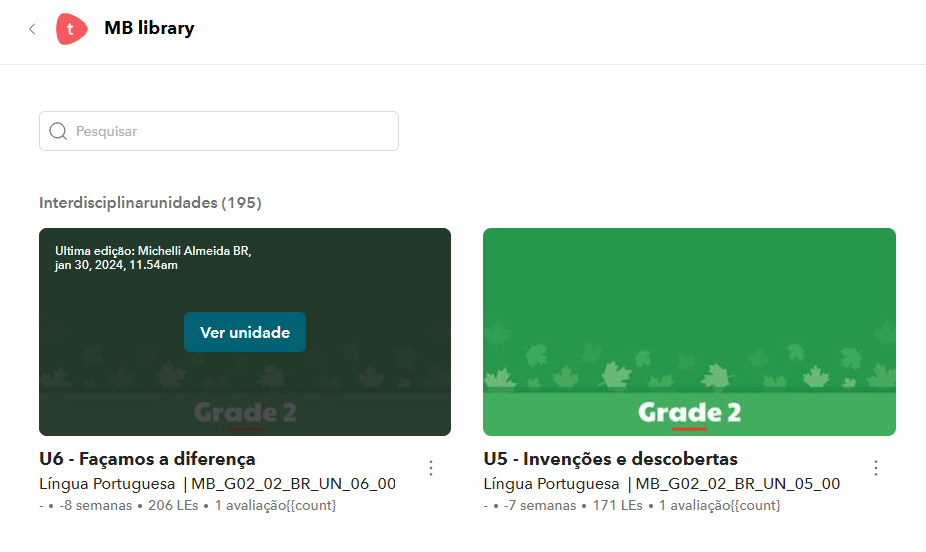 t
MB library
Pesquisar
Interdisciplinarunidades (195)
Ultima edição: Michelli Almeida BR,
jan 30, 2024, 11.54am
Ver unidade
Grade 2
U6 - Façamos a diferença
Língua Portuguesa | MB_G02_02_BR_UN_06_00
- • -8 semanas • 206 LEs • 1 avaliação{{count}
Grade 2
U5 - Invenções e descobertas
Língua Portuguesa | MB_G02_02_BR_UN_05_00
- • -7 semanas • 171 LEs • 1 avaliação{{count}